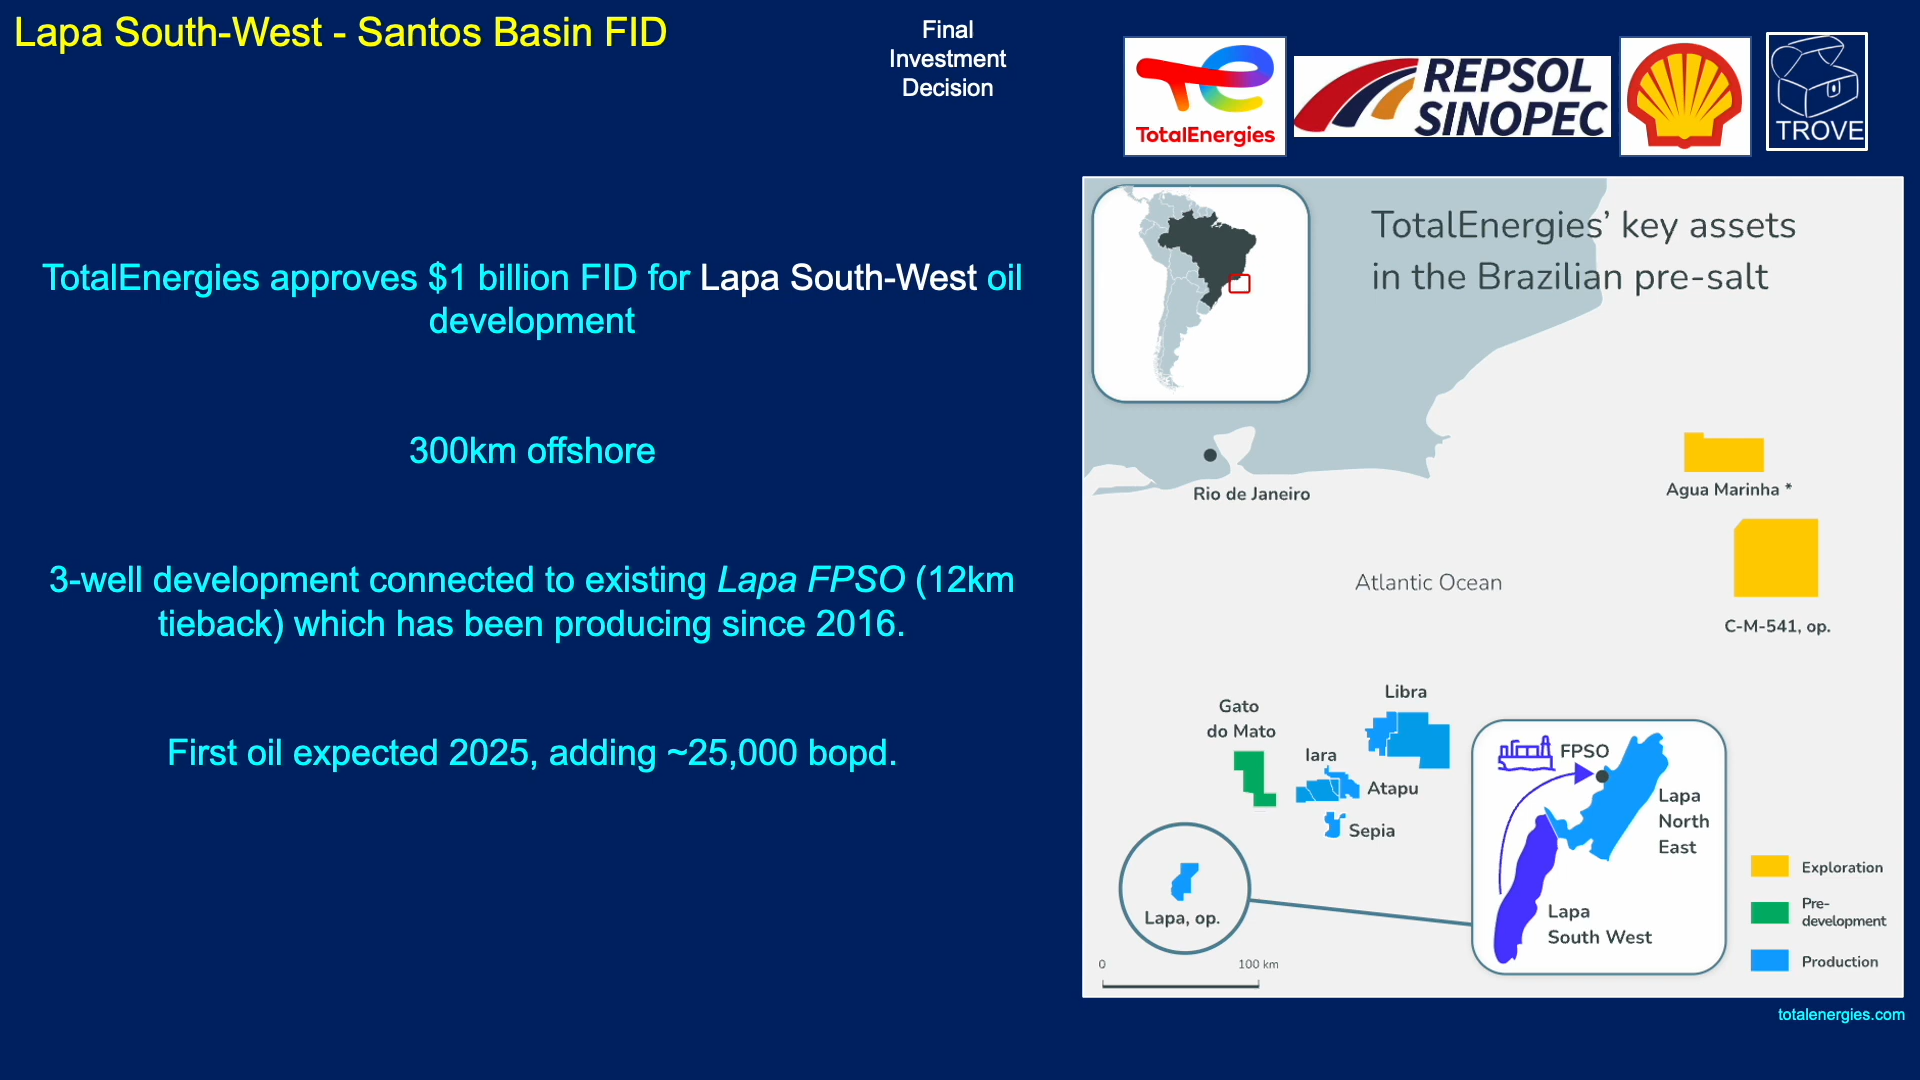 Lapa South-West - Santos Basin FID
Final
Investment
Decision
TotalEnergies
REPSOL
SINOPEC
TROVE
TotalEnergies approves $1 billion FID for Lapa South-West oil
development
300km offshore
3-well development connected to existing Lapa FPSO (12km
tieback) which has been producing since 2016.
First oil expected 2025, adding ~25,000 bopd.
TotalEnergies’ key assets
in the Brazilian pre-salt
Rio de Janeiro
Agua Marinha *
Atlantic Ocean
C-M-541, op.
Libra
Gato
do Mato
Iara
Atapu
Sepia
Lapa, op.
FPSO
Lapa
North
East
Lapa
South West
Exploration
Pre-
development
Production
0
100 km
totalenergies.com